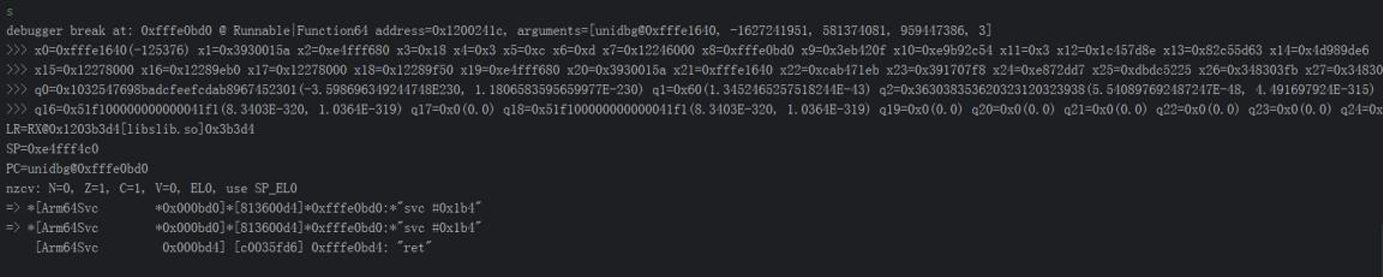 s
debugger break at: 0xfffe0bd0 @ Runnable|Function64 address=0x1200241c, arguments=[unidbg@0xfffe1640, -1627241951, 581374081, 959447386, 3]
>>> x0=0xfffe1640(-125376) x1=0x3930015a x2=0xe4fff680 x3=0x18 x4=0x3 x5=0xc x6=0xd x7=0x12246000 x8=0xfffe0bd0 x9=0x3eb420f x10=0xe9b92c54 x11=0x3 x12=0x1c457d8e x13=0x82c55d63 x14=0x4d989de6
>>> x15=0x12278000 x16=0x12289eb0 x17=0x12278000 x18=0x12289f50 x19=0xe4fff680 x20=0x3930015a x21=0xfffe1640 x22=0xcab471eb x23=0x391707f8 x24=0xe872dd7 x25=0xdbdc5225 x26=0x348303fb x27=0x34830
>>> q0=0x1032547698badcfeefcdab8967452301(-3.598696349244748E230, 1.1806583595659977E-230) q1=0x60(1.3452465257518244E-43) q2=0x363038353620323120323938(5.540897692487247E-48, 4.491697924E-315)
>>> q16=0x51f100000000000041f1(8.3403E-320, 1.0364E-319) q17=0x0(0.0) q18=0x51f100000000000041f1(8.3403E-320, 1.0364E-319) q19=0x0(0.0) q20=0x0(0.0) q21=0x0(0.0) q22=0x0(0.0) q23=0x0(0.0) q24=0x
LR=RX@0x1203b3d4[libslib.so]0x3b3d4
SP=0xe4fff4c0
PC=unidbg@0xfffe0bd0
nzcv: N=0, Z=1, C=1, V=0, EL0, use SP_EL0
=> *[Arm64Svc *0x000bd0]*[813600d4]*0xfffe0bd0:*"svc #0x1b4"
=> *[Arm64Svc *0x000bd0]*[813600d4]*0xfffe0bd0:*"svc #0x1b4"
[Arm64Svc 0x000bd4] [c0035fd6] 0xfffe0bd4: "ret"